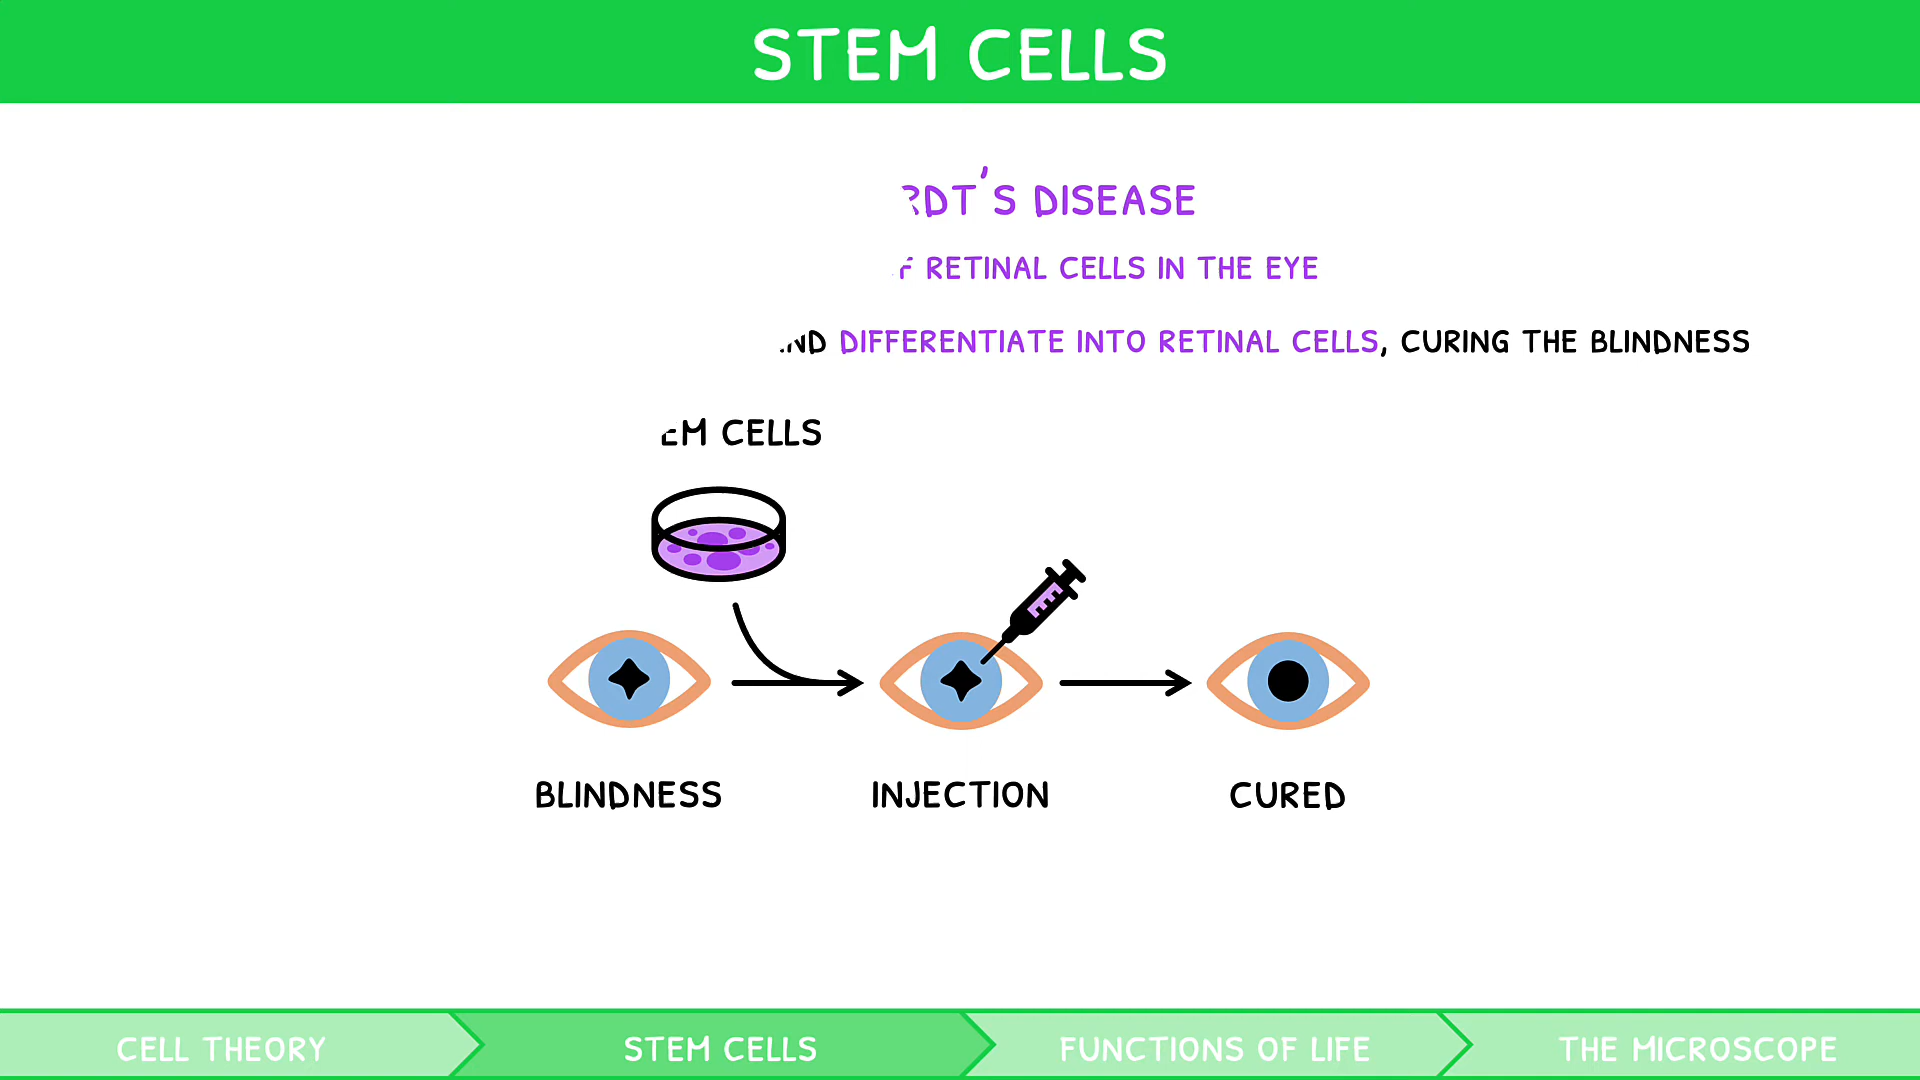 STEM CELLS
'S DISEASE
RETINAL CELLS IN THE EYE
DIFFERENTIATE INTO RETINAL CELLS, CURING THE BLINDNESS
CELLS
BLINDNESS
INJECTION
CURED
CELL THEORY
STEM CELLS
FUNCTIONS OF LIFE
THE MICROSCOPE